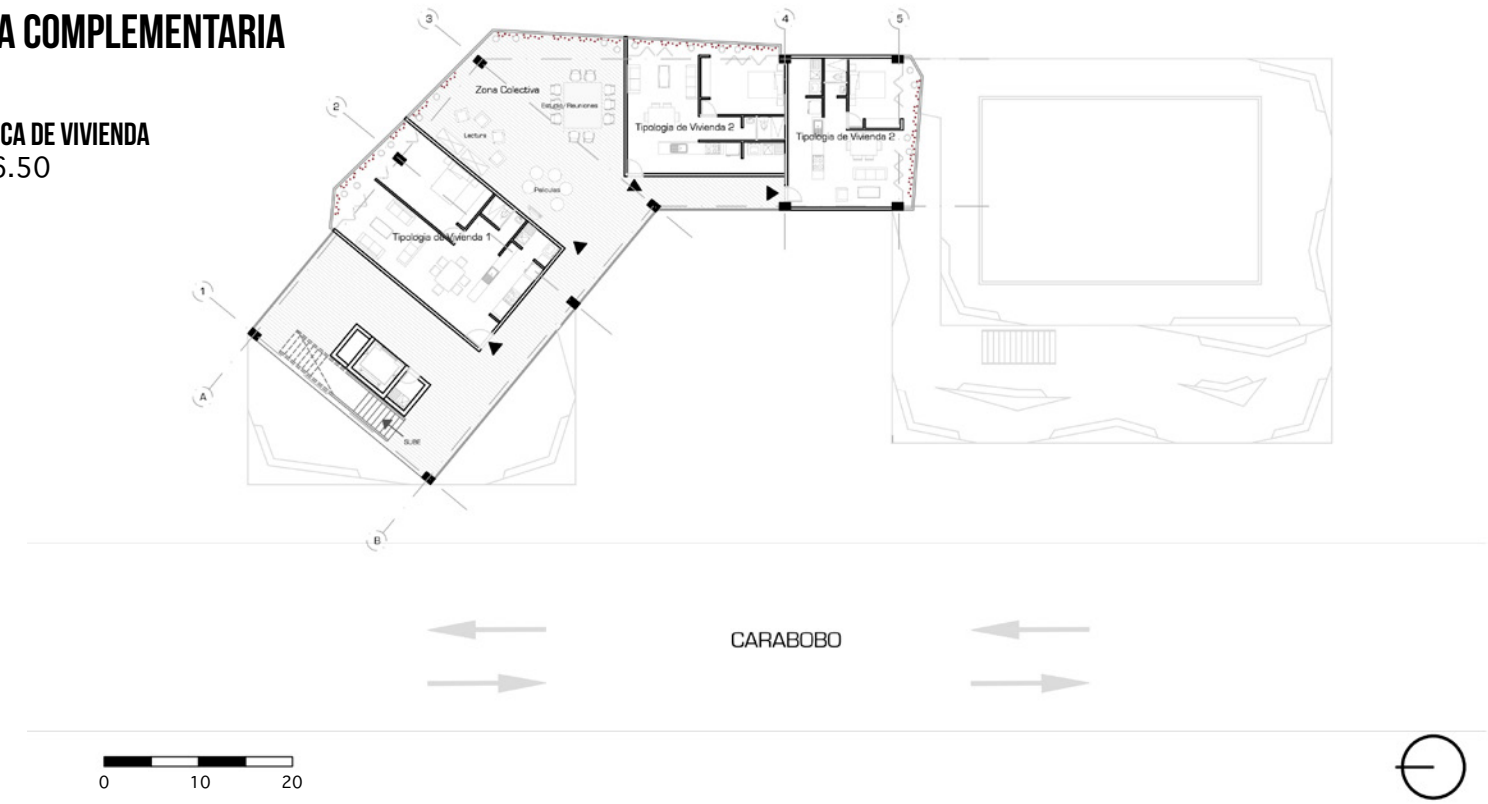 A COMPLEMENTARIA
CA DE VIVIENDA
6.50
3
4
5
2
Zona Colectiva
Estudio/Reuniones
Lectura
Tipologia de Vivienda 2
Tipologia de Vivienda 2
Peliculas
Tipologia de Vivienda 1
1
A
SUBE
B
CARABOBO
0 10 20